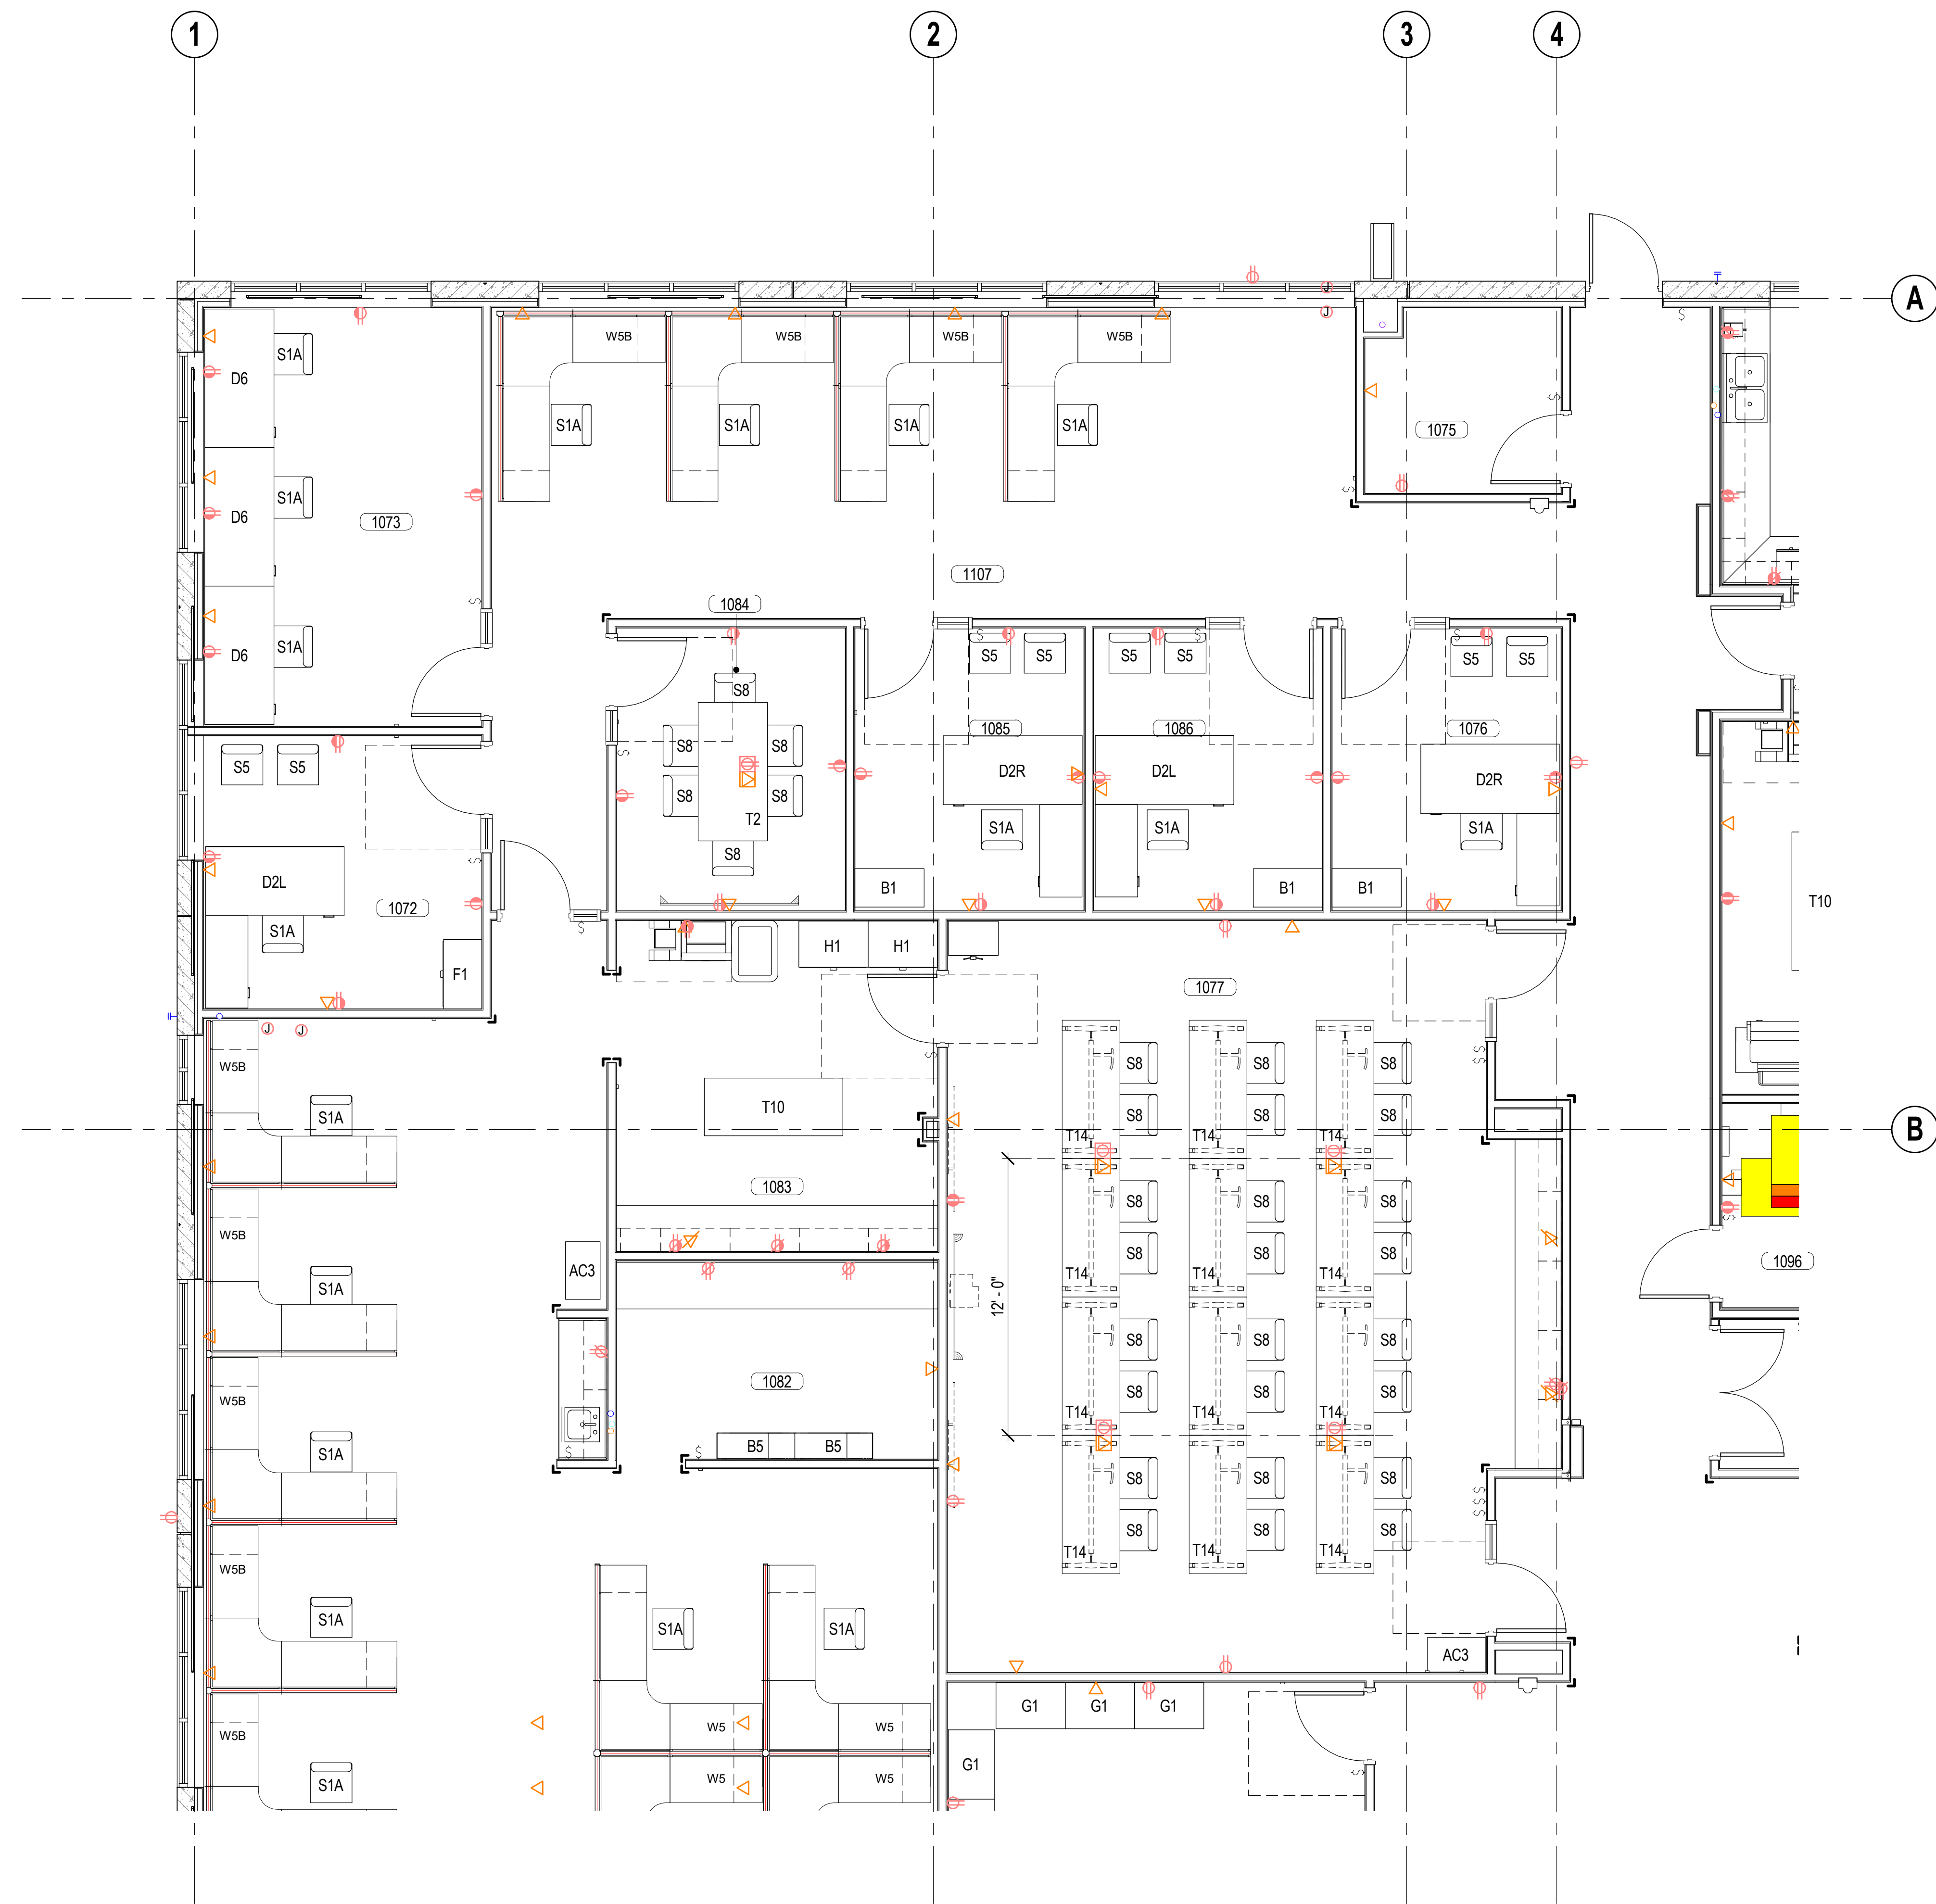 1 2 3 4
A
W5B W5B W5B W5B
J
J
S1A
D6
S1A S1A S1A S1A
1075
S1A
D6
1073
1107
1084
S1A
D6
S5 S5 S5 S5 S5 S5
S8
1085 1086 1076
S8 S8
S5 S5
D2R D2L D2R
S8 S8
T2
S1A S1A S1A
S8
D2L
B1 B1 B1
T10
1072
S1A
H1 H1
F1
1077
J J
W5B
S8 S8 S8
S1A
T10
S8 S8 S8
B
T14 T14 T14
1083
S8 S8 S8
W5B
S8 S8 S8
1096
AC3
T14 T14 T14
S1A
12' - 0"
S8 S8 S8
1082
S8 S8 S8
W5B
T14 T14 T14
B5 B5
S1A
S8 S8 S8
S8 S8 S8
T14 T14 T14
W5B
S1A
S1A S1A
AC3
G1 G1 G1
W5 W5
W5B
G1
W5 W5
S1A